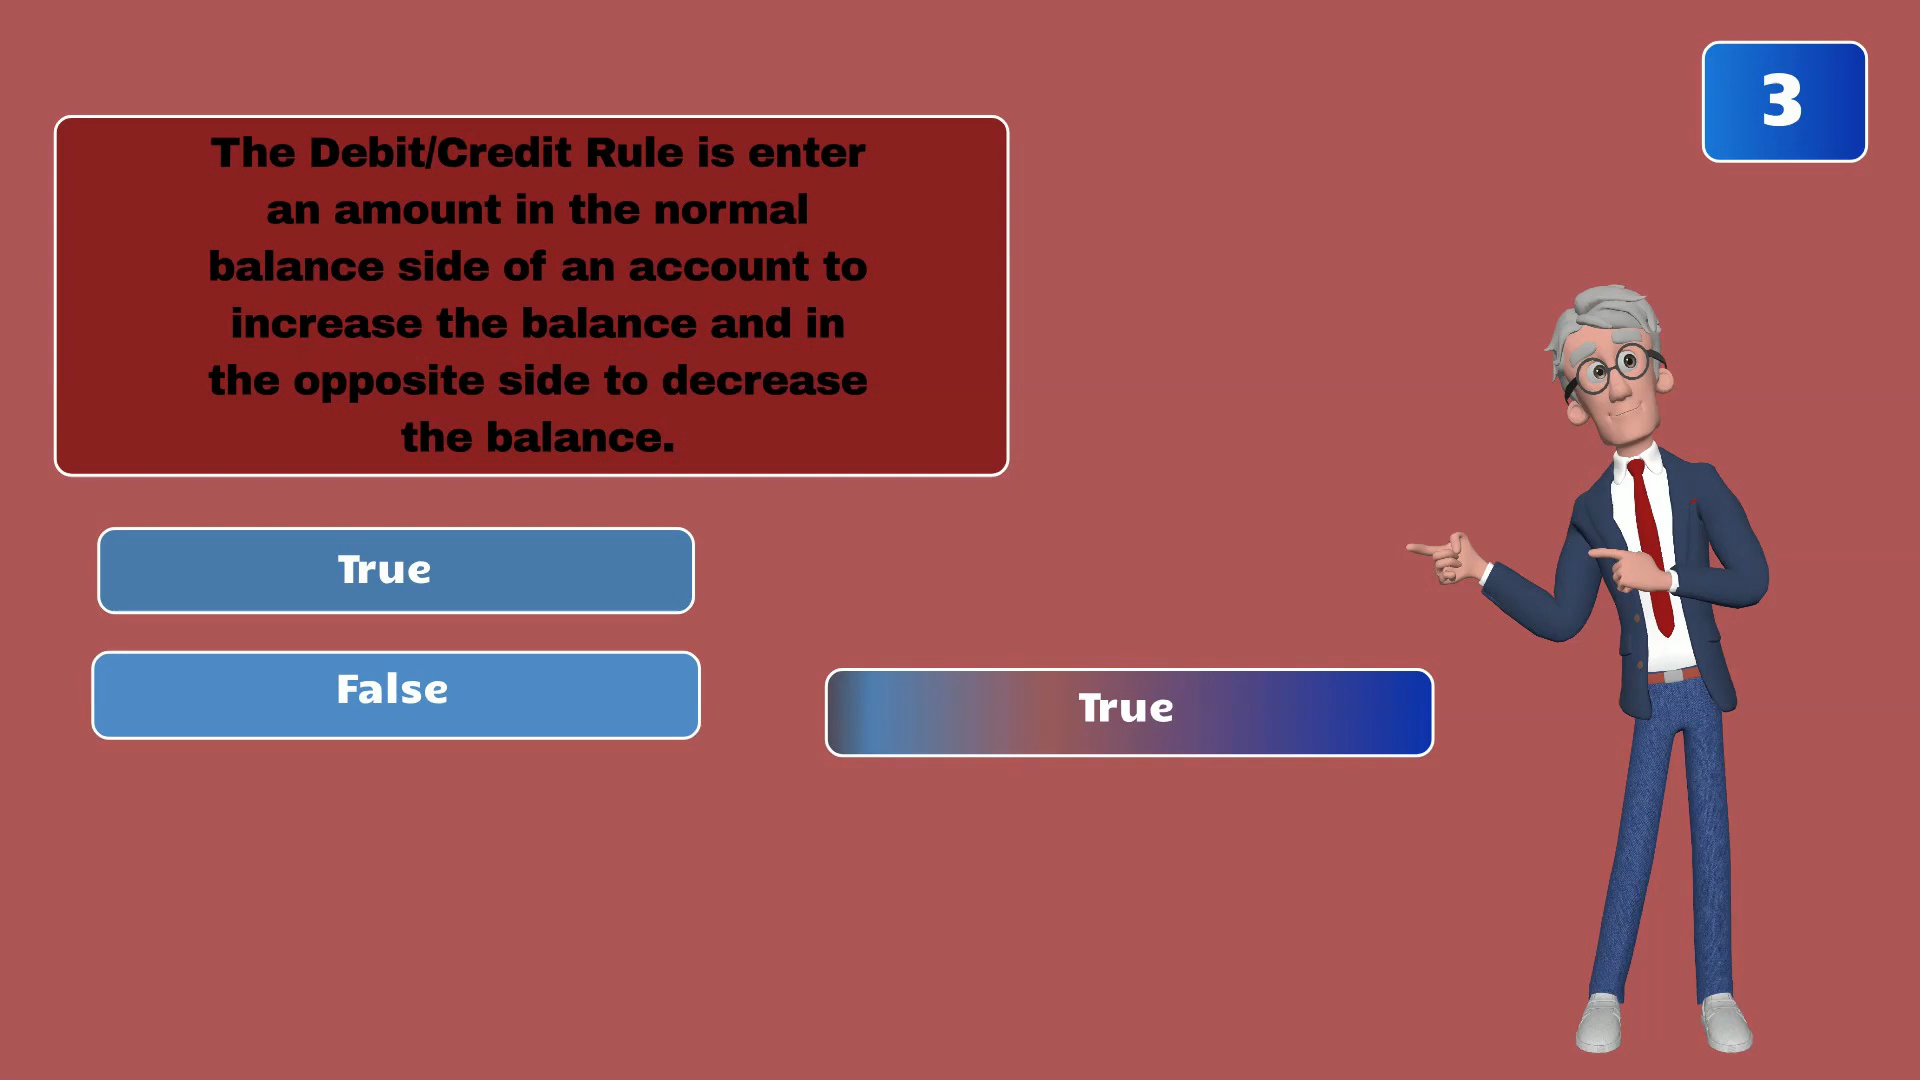 3
The Debit/Credit Rule is enter
an amount in the normal
balance side of an account to
increase the balance and in
the opposite side to decrease
the balance.
True
False
True